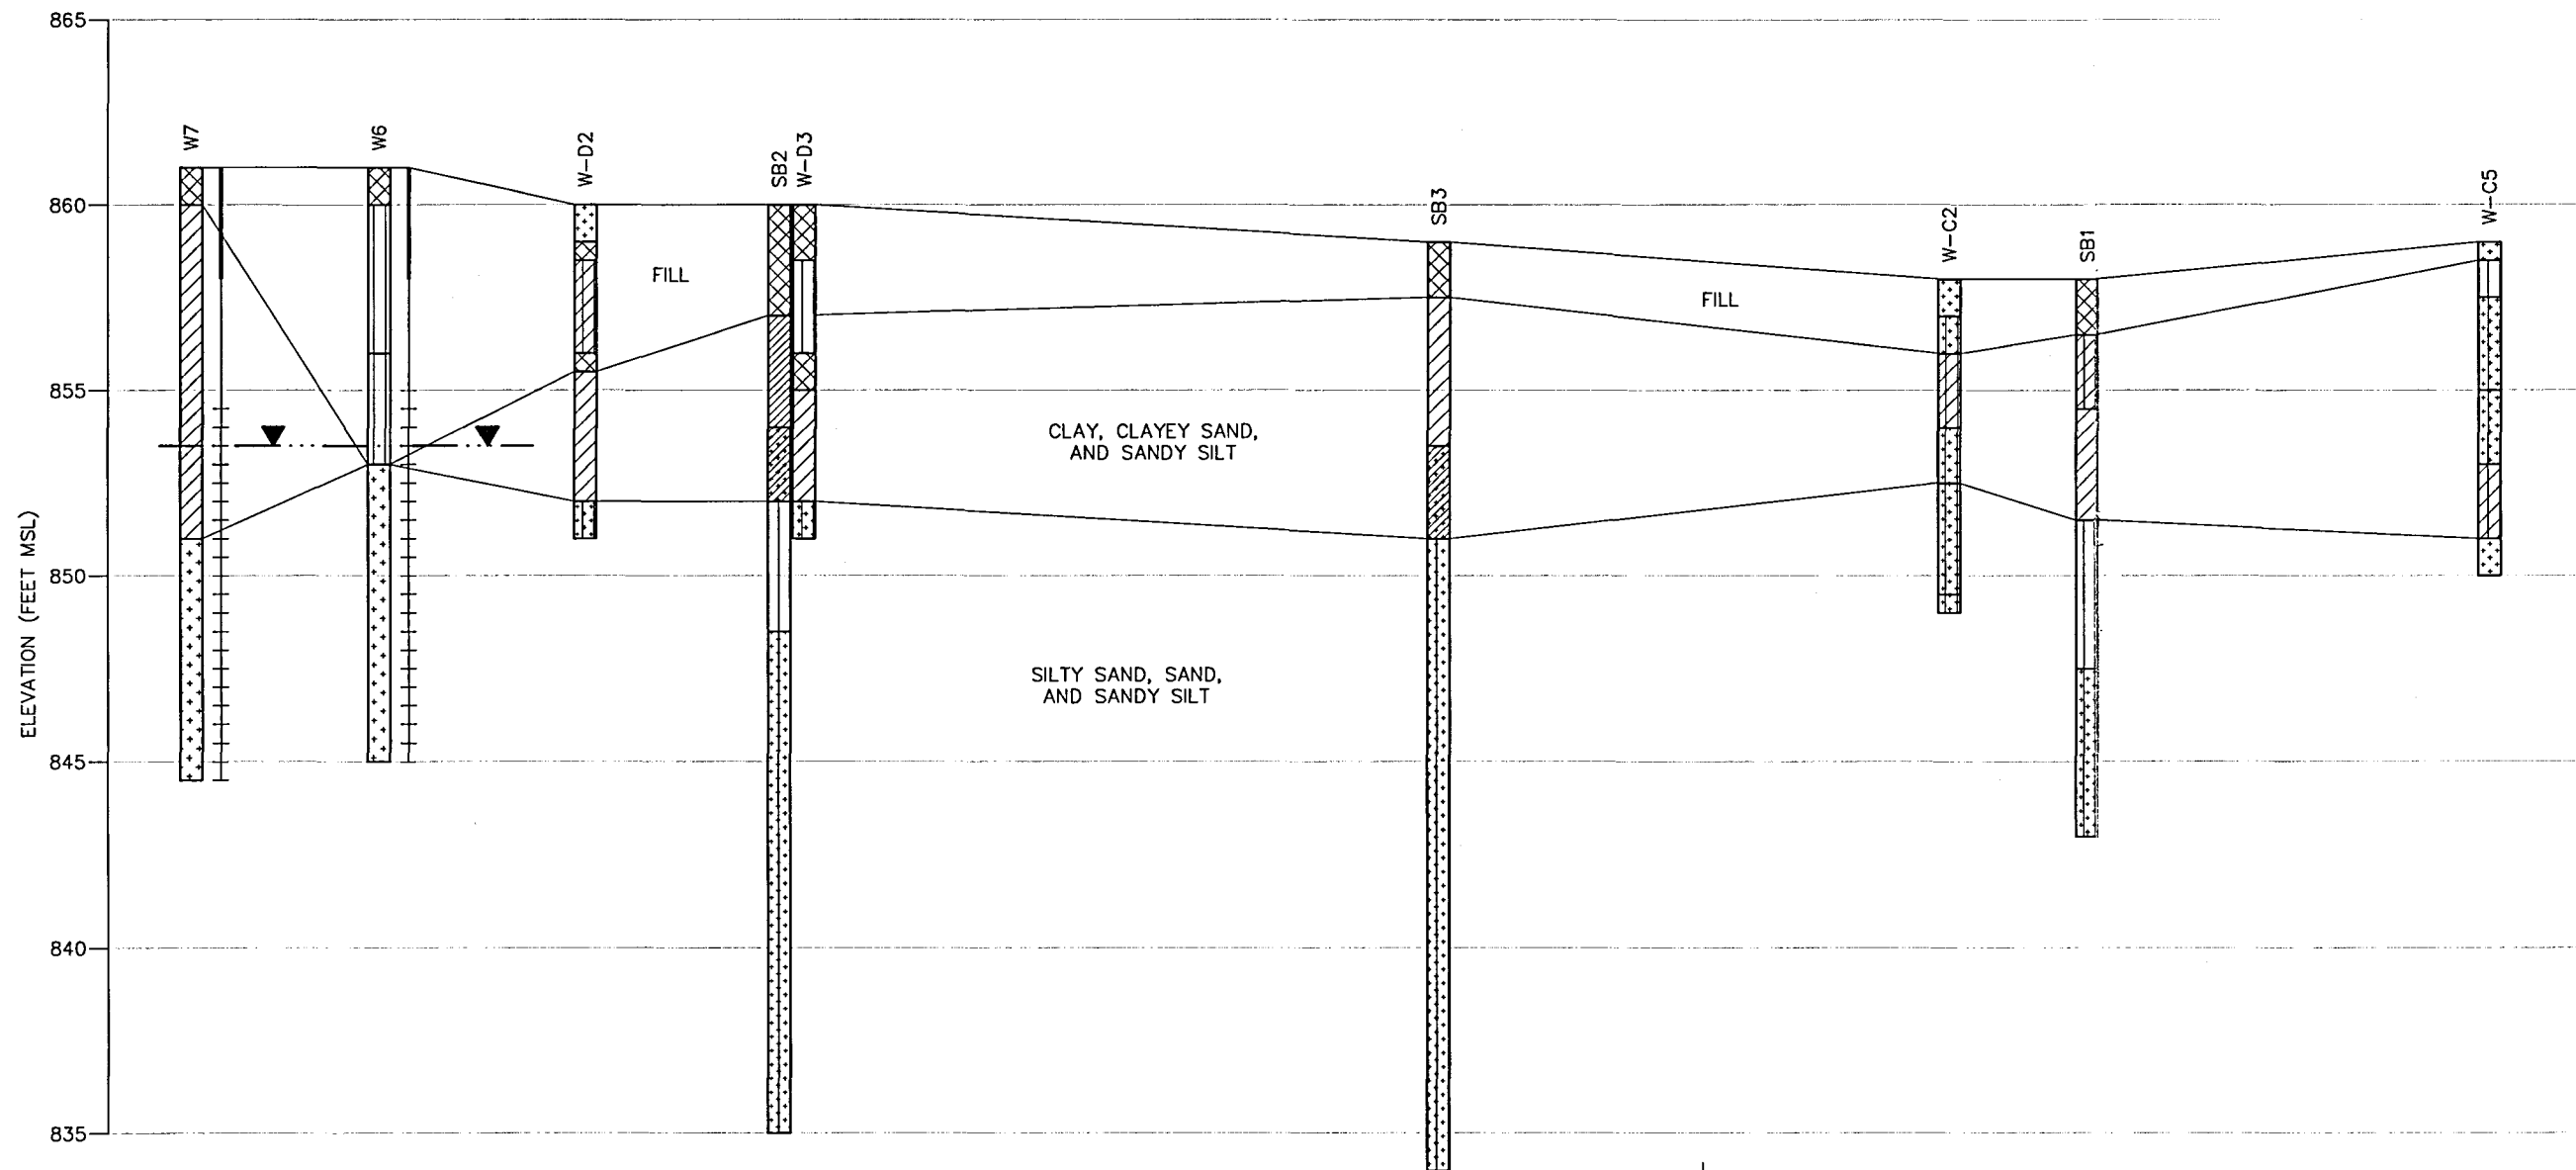 865
W7
W6
W-D2
SB2
W-D3
SB3
W-C2
SB1
W-C5
860
FILL
FILL
855
CLAY, CLAYEY SAND,
AND SANDY SILT
ELEVATION (FEET MSL)
850
SILTY SAND, SAND,
AND SANDY SILT
845
840
835